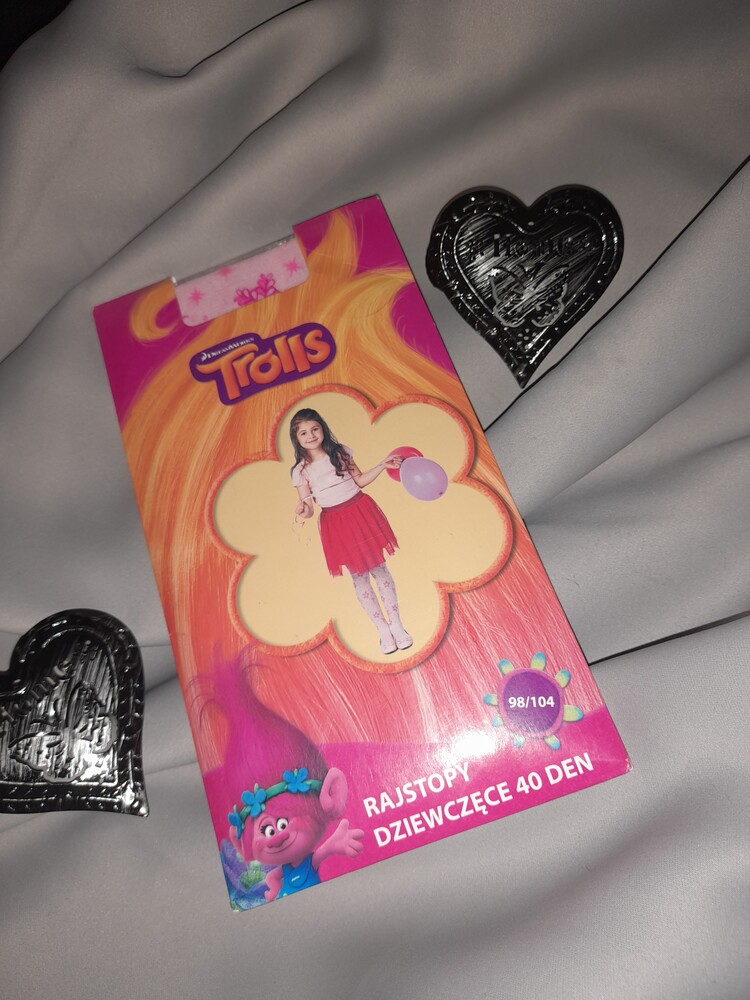 DREAMWORKS
Trolls
98/104
RAJSTOPY
DZIEWCZĘCE 40 DEN